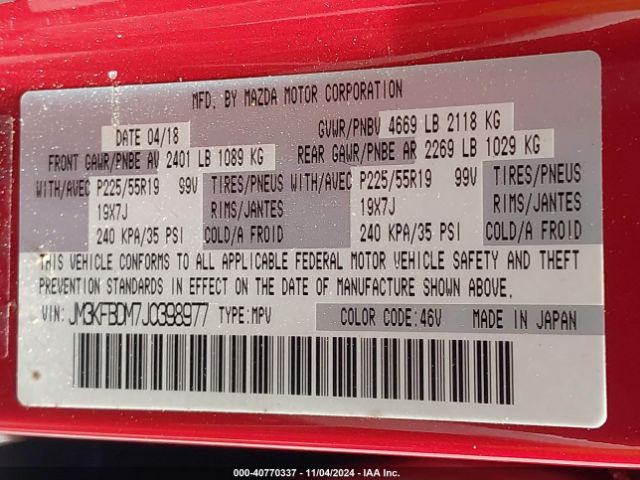 MFD. BY MAZDA MOTOR CORPORATION
DATE 04/18 GVWR/PNBV 4669 LB 2118 KG
FRONT GAWR/PNBE AV 2401 LB 1089 KG REAR GAWR/PNBE AR 2269 LB 1029 KG
WITH/AVEC P225/55R19 99V TIRES/PNEUS WITH/AVEC P225/55R19 99V TIRES/PNEUS
19X7J RIMS/JANTES 19X7J RIMS/JANTES
240 KPA/35 PSI COLD/A FROID 240 KPA/35 PSI COLD/A FROID
THIS VEHICLE CONFORMS TO ALL APPLICABLE FEDERAL MOTOR VEHICLE SAFETY AND THEFT
PREVENTION STANDARDS IN EFFECT ON THE DATE OF MANUFACTURE SHOWN ABOVE.
VIN: JM3KFBDM7J0398977 TYPE:MPV COLOR CODE:46V MADE IN JAPAN
000-40770337 - 11/04/2024 - IAA Inc.